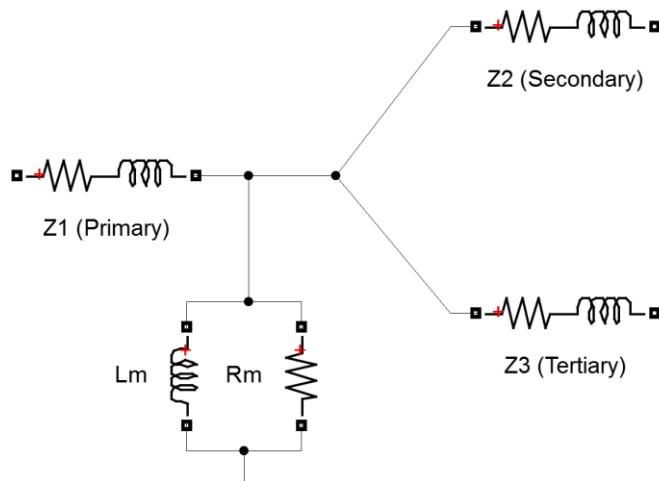 Z2 (Secondary)
Z1 (Primary)
Lm
Rm
Z3 (Tertiary)